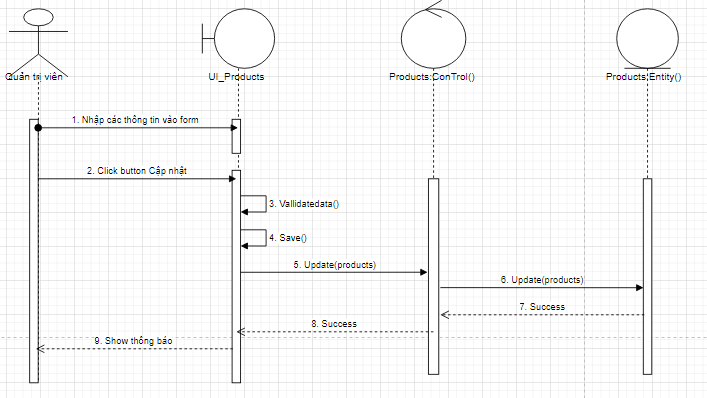 Quản trị viên
UI_Products
Products:ConTrol()
Products:Entity()
1. Nhập các thông tin vào form
2. Click button Cập nhật
3. Vallidatedata()
4. Save()
5. Update(products)
6. Update(products)
7. Success
8. Success
9. Show thông báo